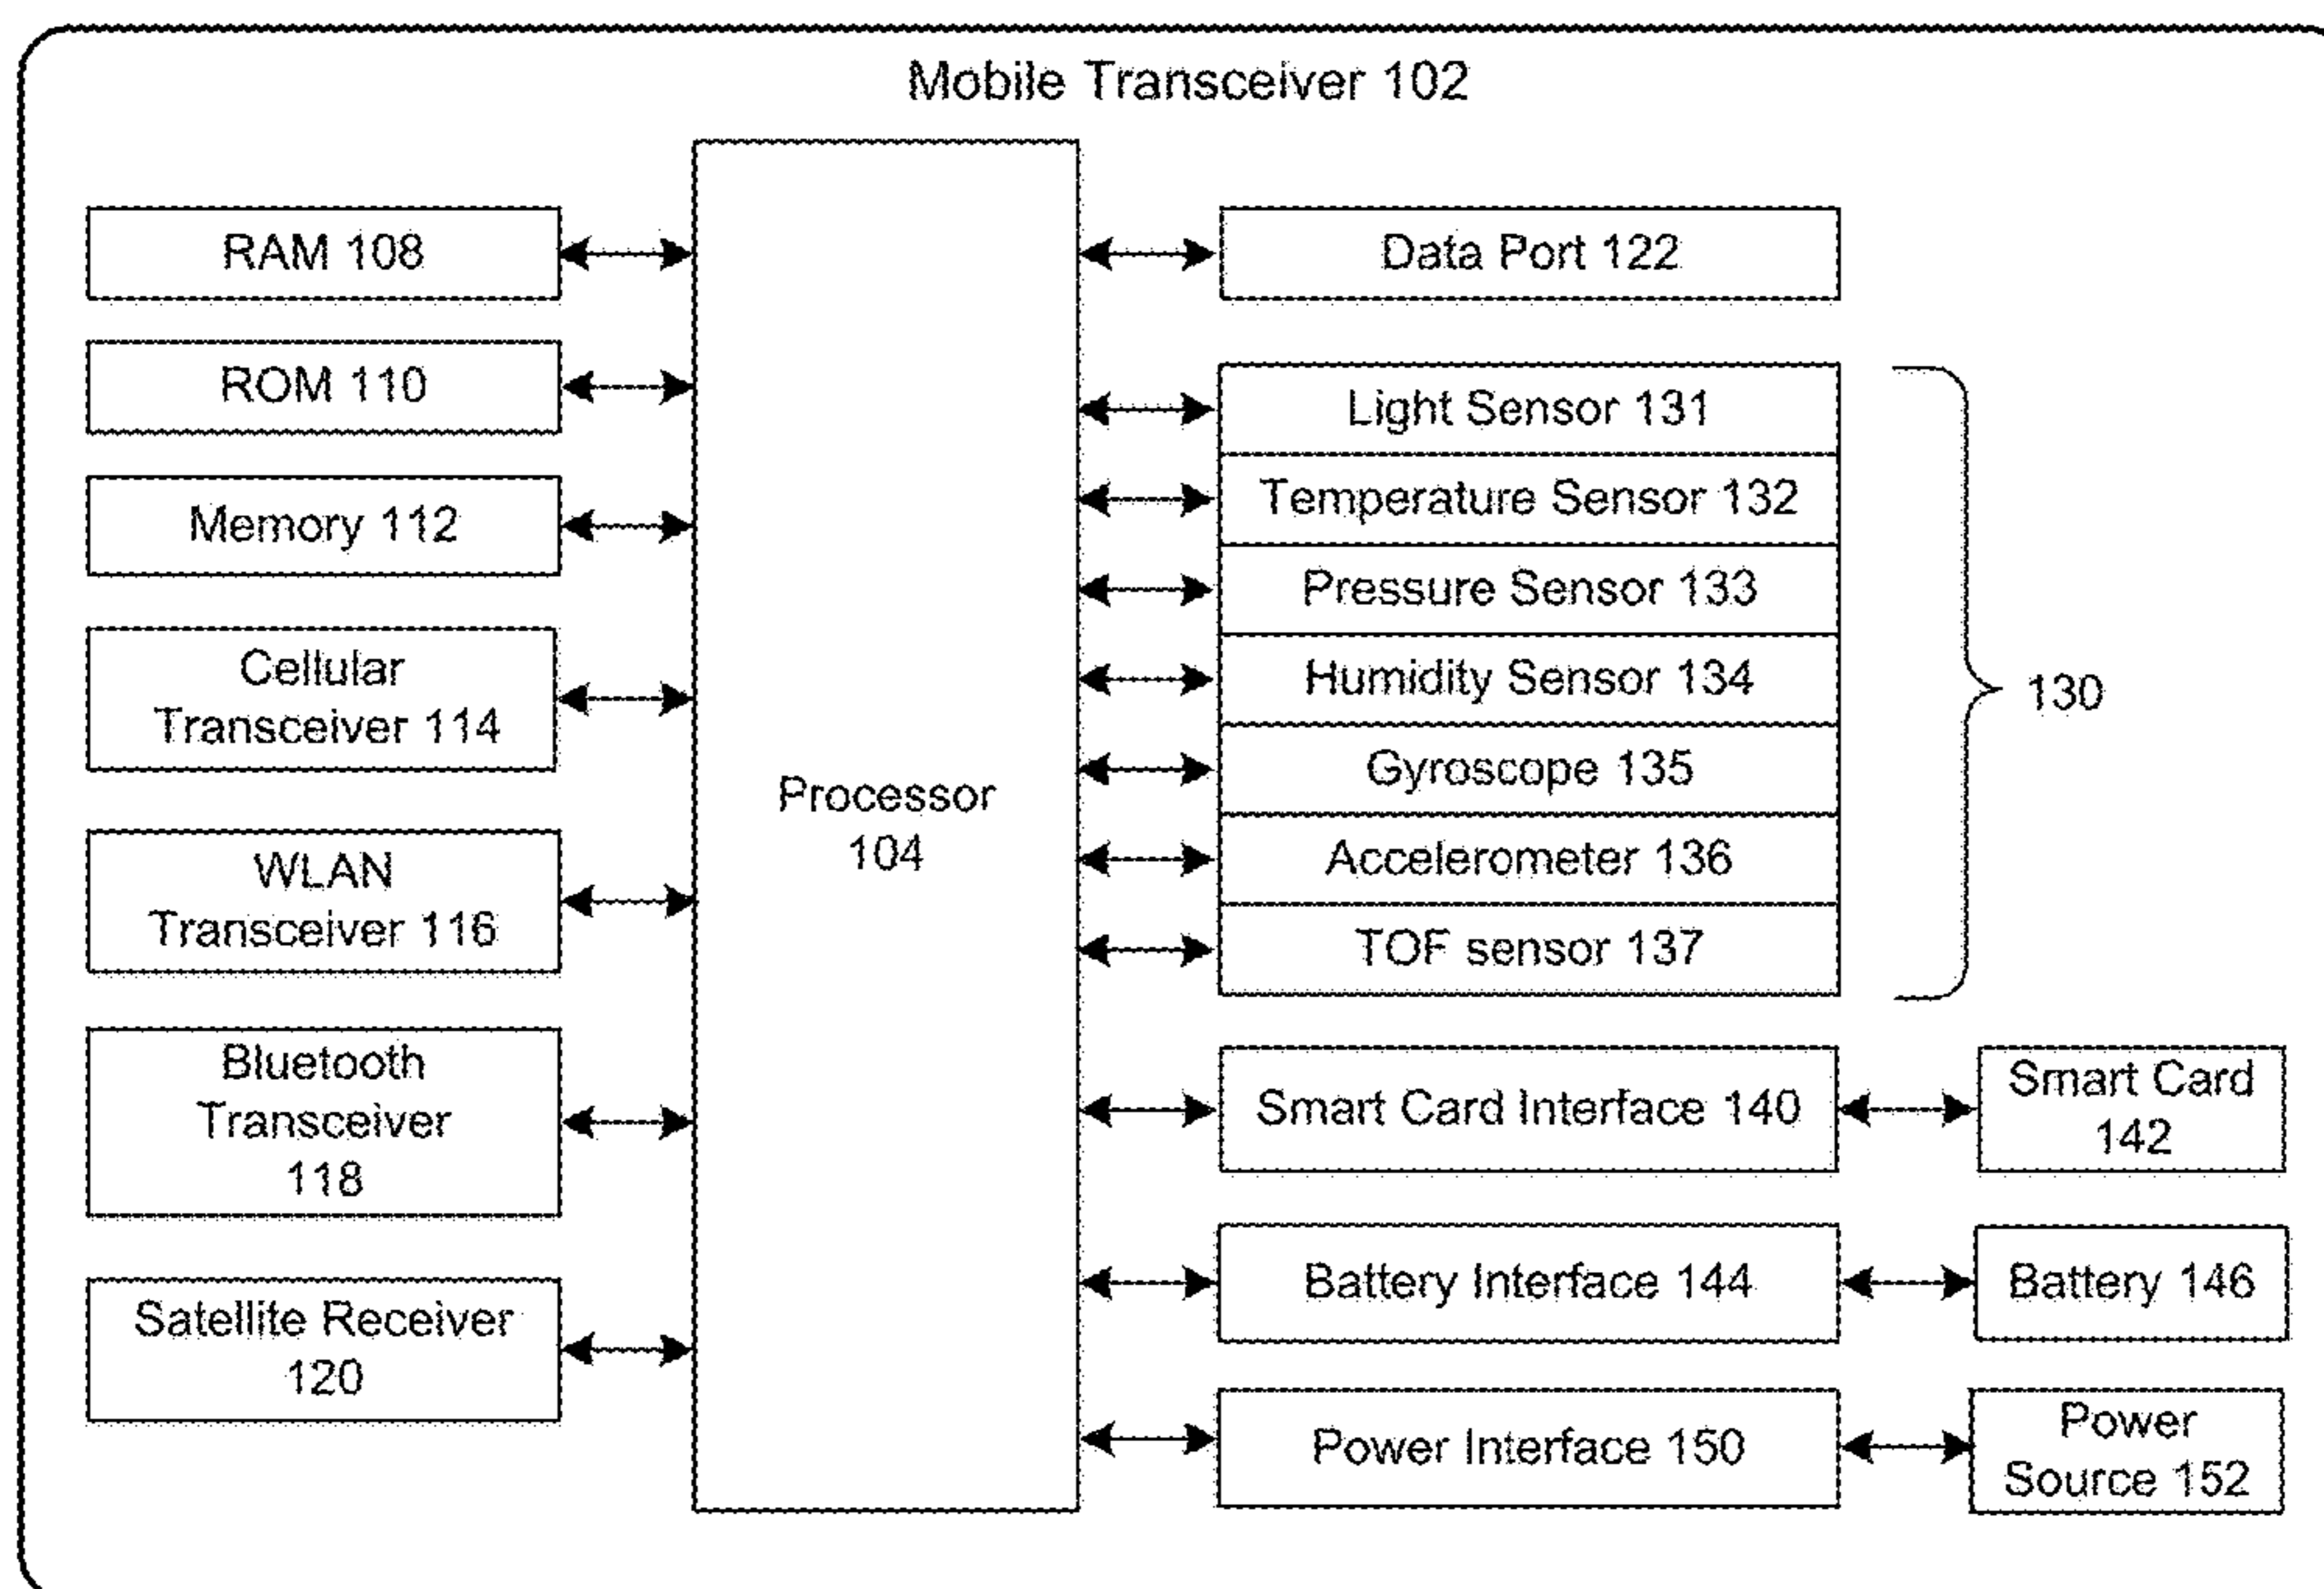 Mobile Transceiver 102
RAM 108
ROM 110
Memory 112
Cellular
Transceiver 114
WLAN
Transceiver 116
Bluetooth
Transceiver
118
Satellite Receiver
120
Processor
104
Data Port 122
Light Sensor 131
Temperature Sensor 132
Pressure Sensor 133
Humidity Sensor 134
Gyroscope 135
Accelerometer 136
TOF sensor 137
130
Smart Card Interface 140
Smart Card
142
Battery Interface 144
Battery 146
Power Interface 150
Power
Source 152